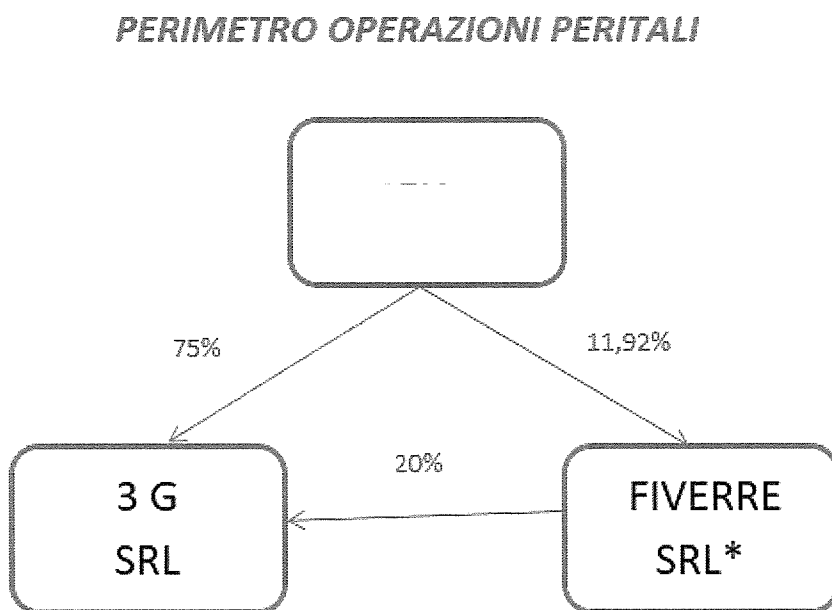 PERIMETRO OPERAZIONI PERITALI
75%
11,92%
20%
3 G
SRL
FIVERRE
SRL*